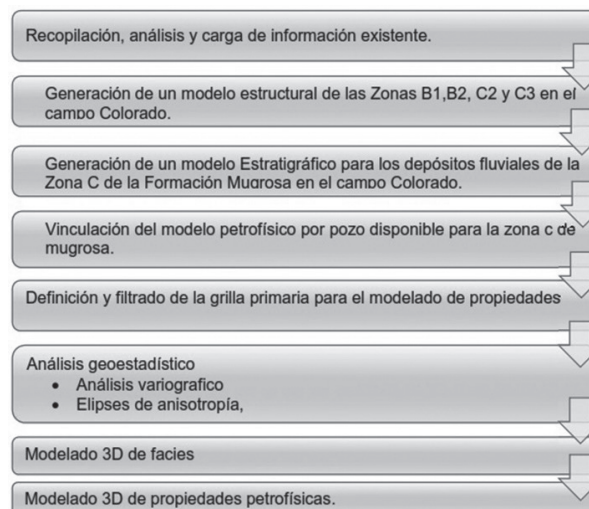 Recopilación, análisis y carga de información existente.
Generación de un modelo estructural de las Zonas B1,B2, C2 y C3 en el
campo Colorado.
Generación de un modelo Estratigráfico para los depósitos fluviales de la
Zona C de la Formación Mugrosa en el campo Colorado.
Vinculación del modelo petrofísico por pozo disponible para la zona c de
mugrosa.
Definición y filtrado de la grilla primaria para el modelado de propiedades
Análisis geoestadístico
• Análisis variografico
• Elipses de anisotropía,
Modelado 3D de facies
Modelado 3D de propiedades petrofísicas.